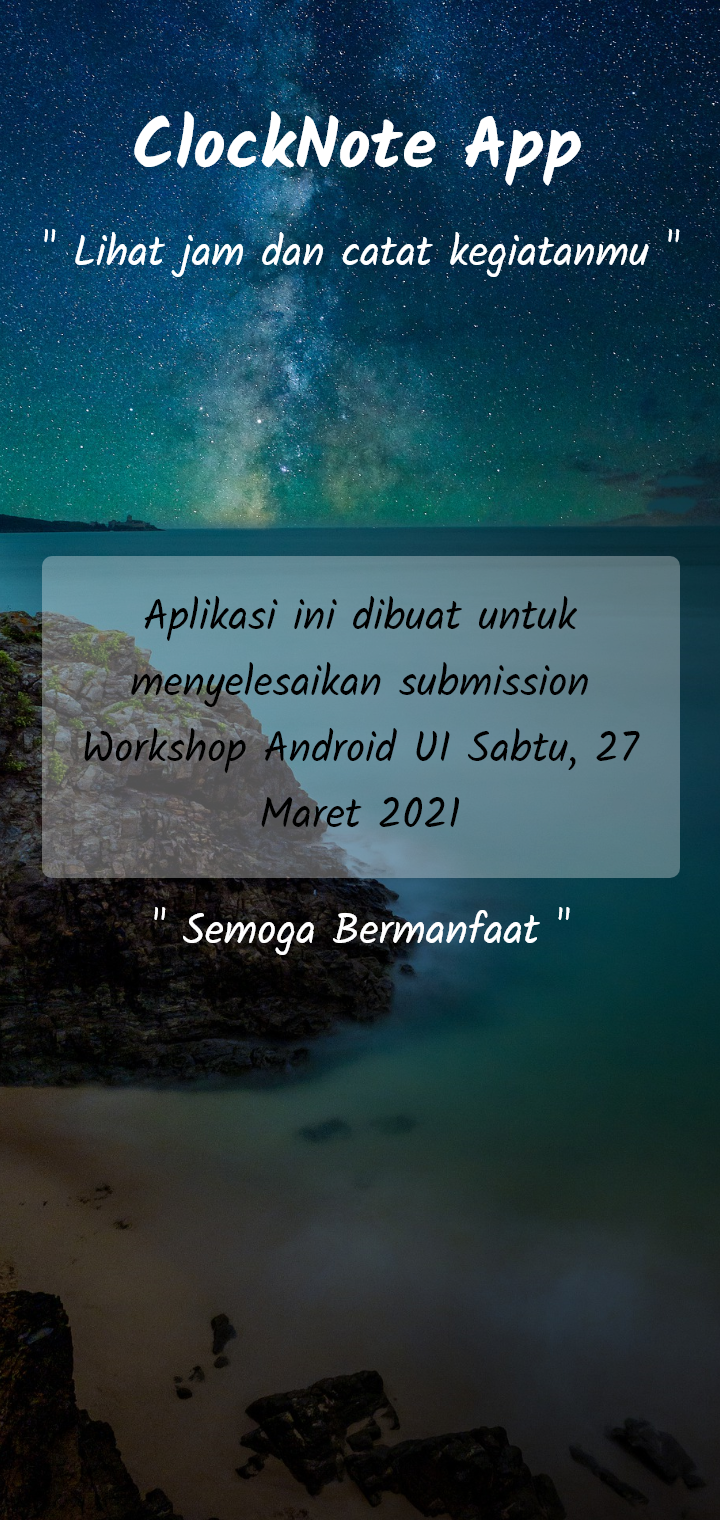 ClockNote App
" Lihat jam dan catat kegiatanmu "
Aplikasi ini dibuat untuk
menyelesaikan submission
Workshop Android UI Sabtu, 27
Maret 2021
" Semoga Bermanfaat "